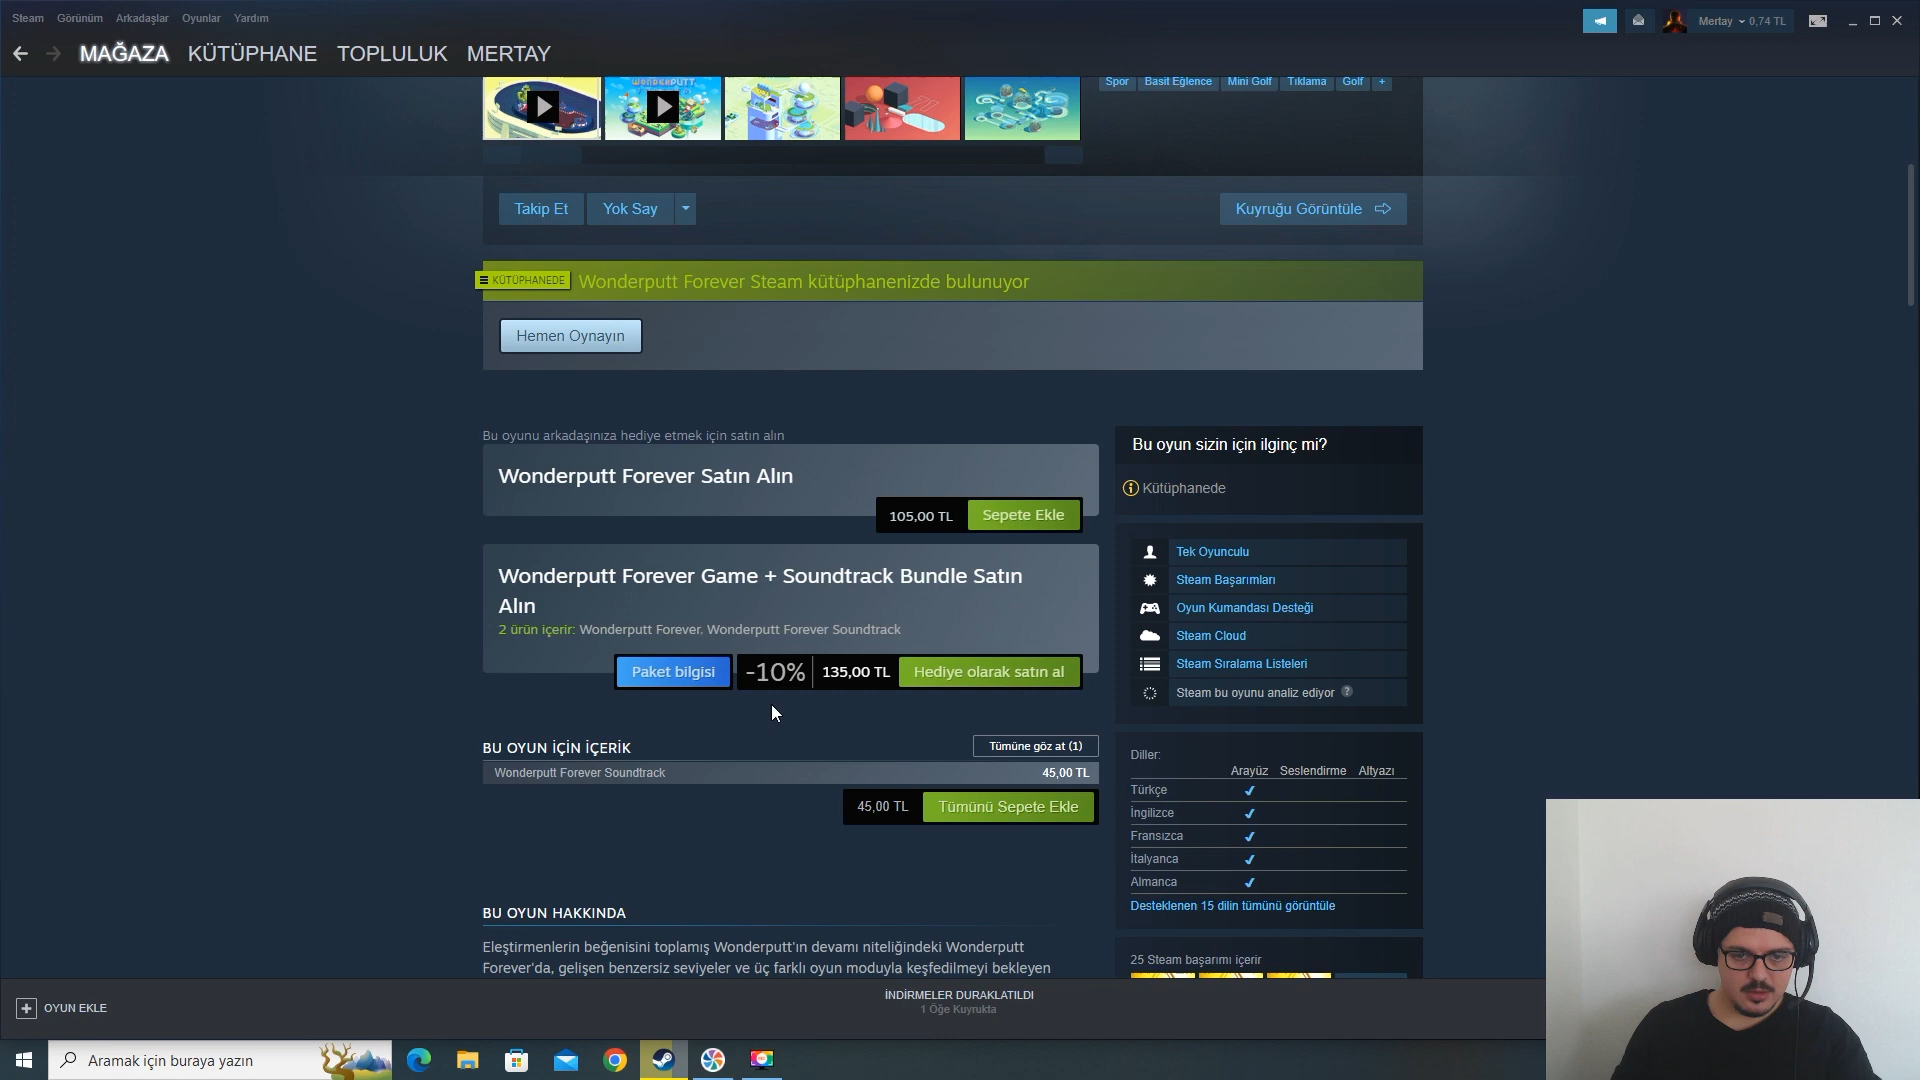 Steam Görünüm Arkadaşlar Oyunlar Yardım
Mertay 0,74 TL
MAĞAZA KÜTÜPHANE TOPLULUK MERTAY
WONDERPUTT
Spor Basit Eğlence Mini Golf Tıklama Golf +
Takip Et Yok Say Kuyruğu Görüntüle
KÜTÜPHANEDE Wonderputt Forever Steam kütüphanenizde bulunuyor
Hemen Oynayın
Bu oyunu arkadaşınıza hediye etmek için satın alın
Wonderputt Forever Satın Alın
105,00 TL Sepete Ekle
Wonderputt Forever Game + Soundtrack Bundle Satın
Alın
2 ürün içerir: Wonderputt Forever, Wonderputt Forever Soundtrack
Paket bilgisi -10% 135,00 TL Hediye olarak satın al
BU OYUN İÇİN İÇERİK Tümüne göz at (1)
Wonderputt Forever Soundtrack 45,00 TL
45,00 TL Tümünü Sepete Ekle
BU OYUN HAKKINDA
Eleştirmenlerin beğenisini toplamış Wonderputt'ın devamı niteliğindeki Wonderputt
Forever'da, gelişen benzersiz seviyeler ve üç farklı oyun moduyla keşfedilmeyi bekleyen
Bu oyun sizin için ilginç mi?
Kütüphanede
Tek Oyunculu
Steam Başarımları
Oyun Kumandası Desteği
Steam Cloud
Steam Sıralama Listeleri
Steam bu oyunu analiz ediyor ?
Diller:
Arayüz Seslendirme Altyazı
Türkçe ✔
İngilizce ✔
Fransızca ✔
İtalyanca ✔
Almanca ✔
Desteklenen 15 dilin tümünü görüntüle
25 Steam başarımı içerir
OYUN EKLE
İNDİRMELER DURAKLATILDI
1 Öğe Kuyrukta
Aramak için buraya yazın